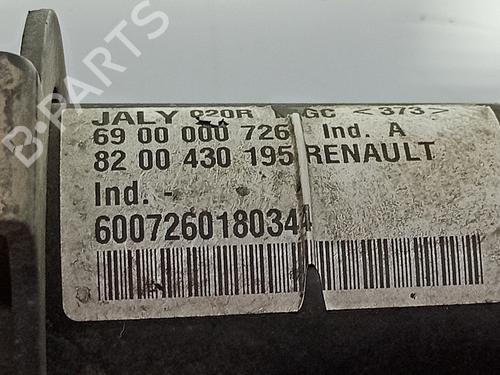 B-PARTS
JALY C20R GC <373>
69 00 000 726 Ind. A
82 00 430 195 RENAULT
Ind. -
6007260180344